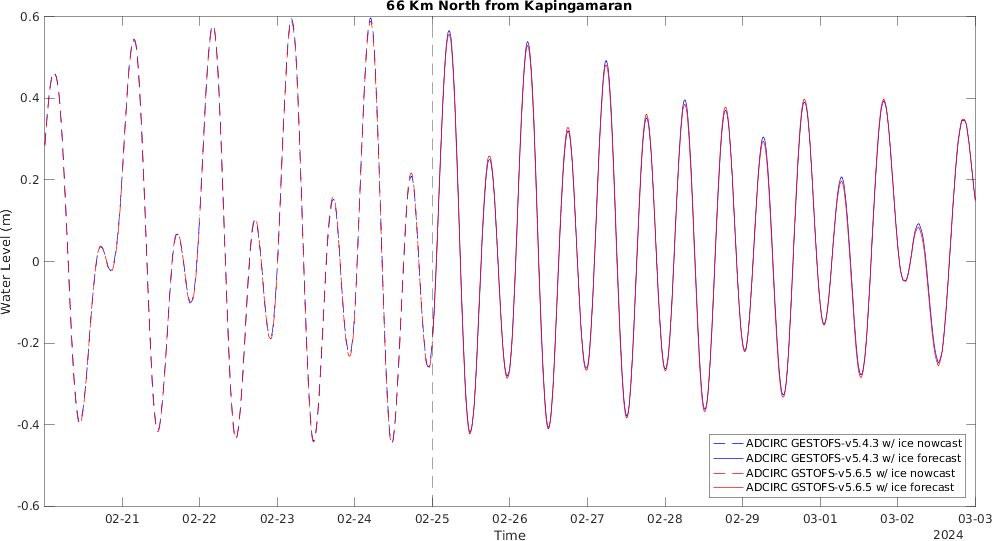 66 Km North from Kapingamaran
0.6
0.4
0.2
0
-0.2
-0.4
-0.6
Water Level (m)
ADCIRC GESTOFS-v5.4.3 w/ ice nowcast
ADCIRC GESTOFS-v5.4.3 w/ ice forecast
ADCIRC GSTOFS-v5.6.5 w/ ice nowcast
ADCIRC GSTOFS-v5.6.5 w/ ice forecast
02-21 02-22 02-23 02-24 02-25 02-26 02-27 02-28 02-29 03-01 03-02 03-03
Time
2024